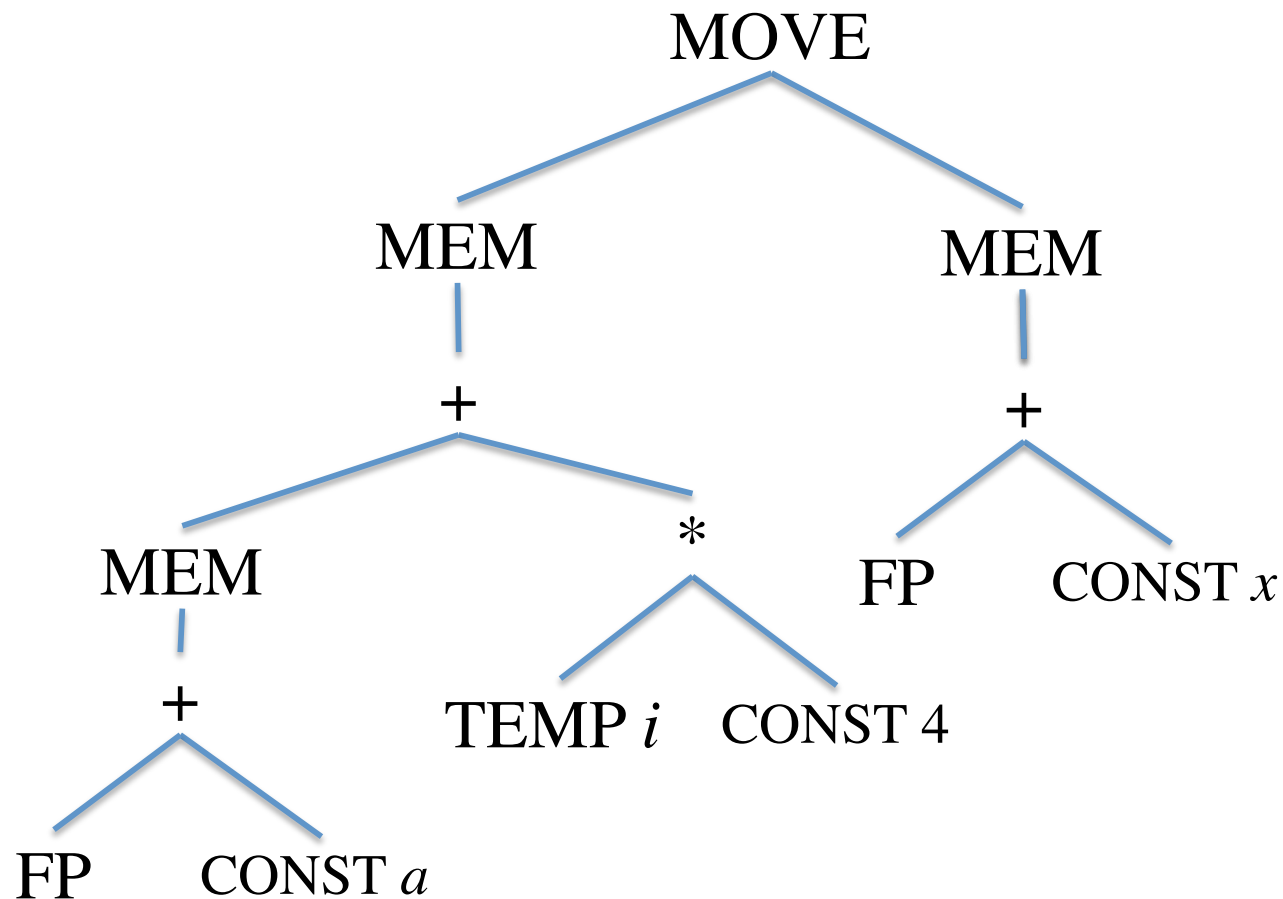 MOVE
MEM
MEM
+
+
MEM
*
FP
CONST x
+
TEMP i
CONST 4
FP
CONST a